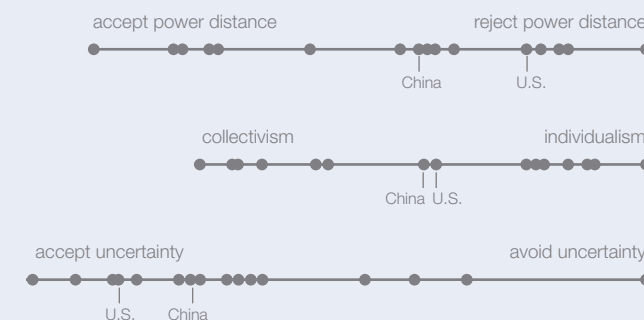 accept power distance reject power distance
China U.S.
collectivism individualism
China U.S.
accept uncertainty avoid uncertainty
U.S. China